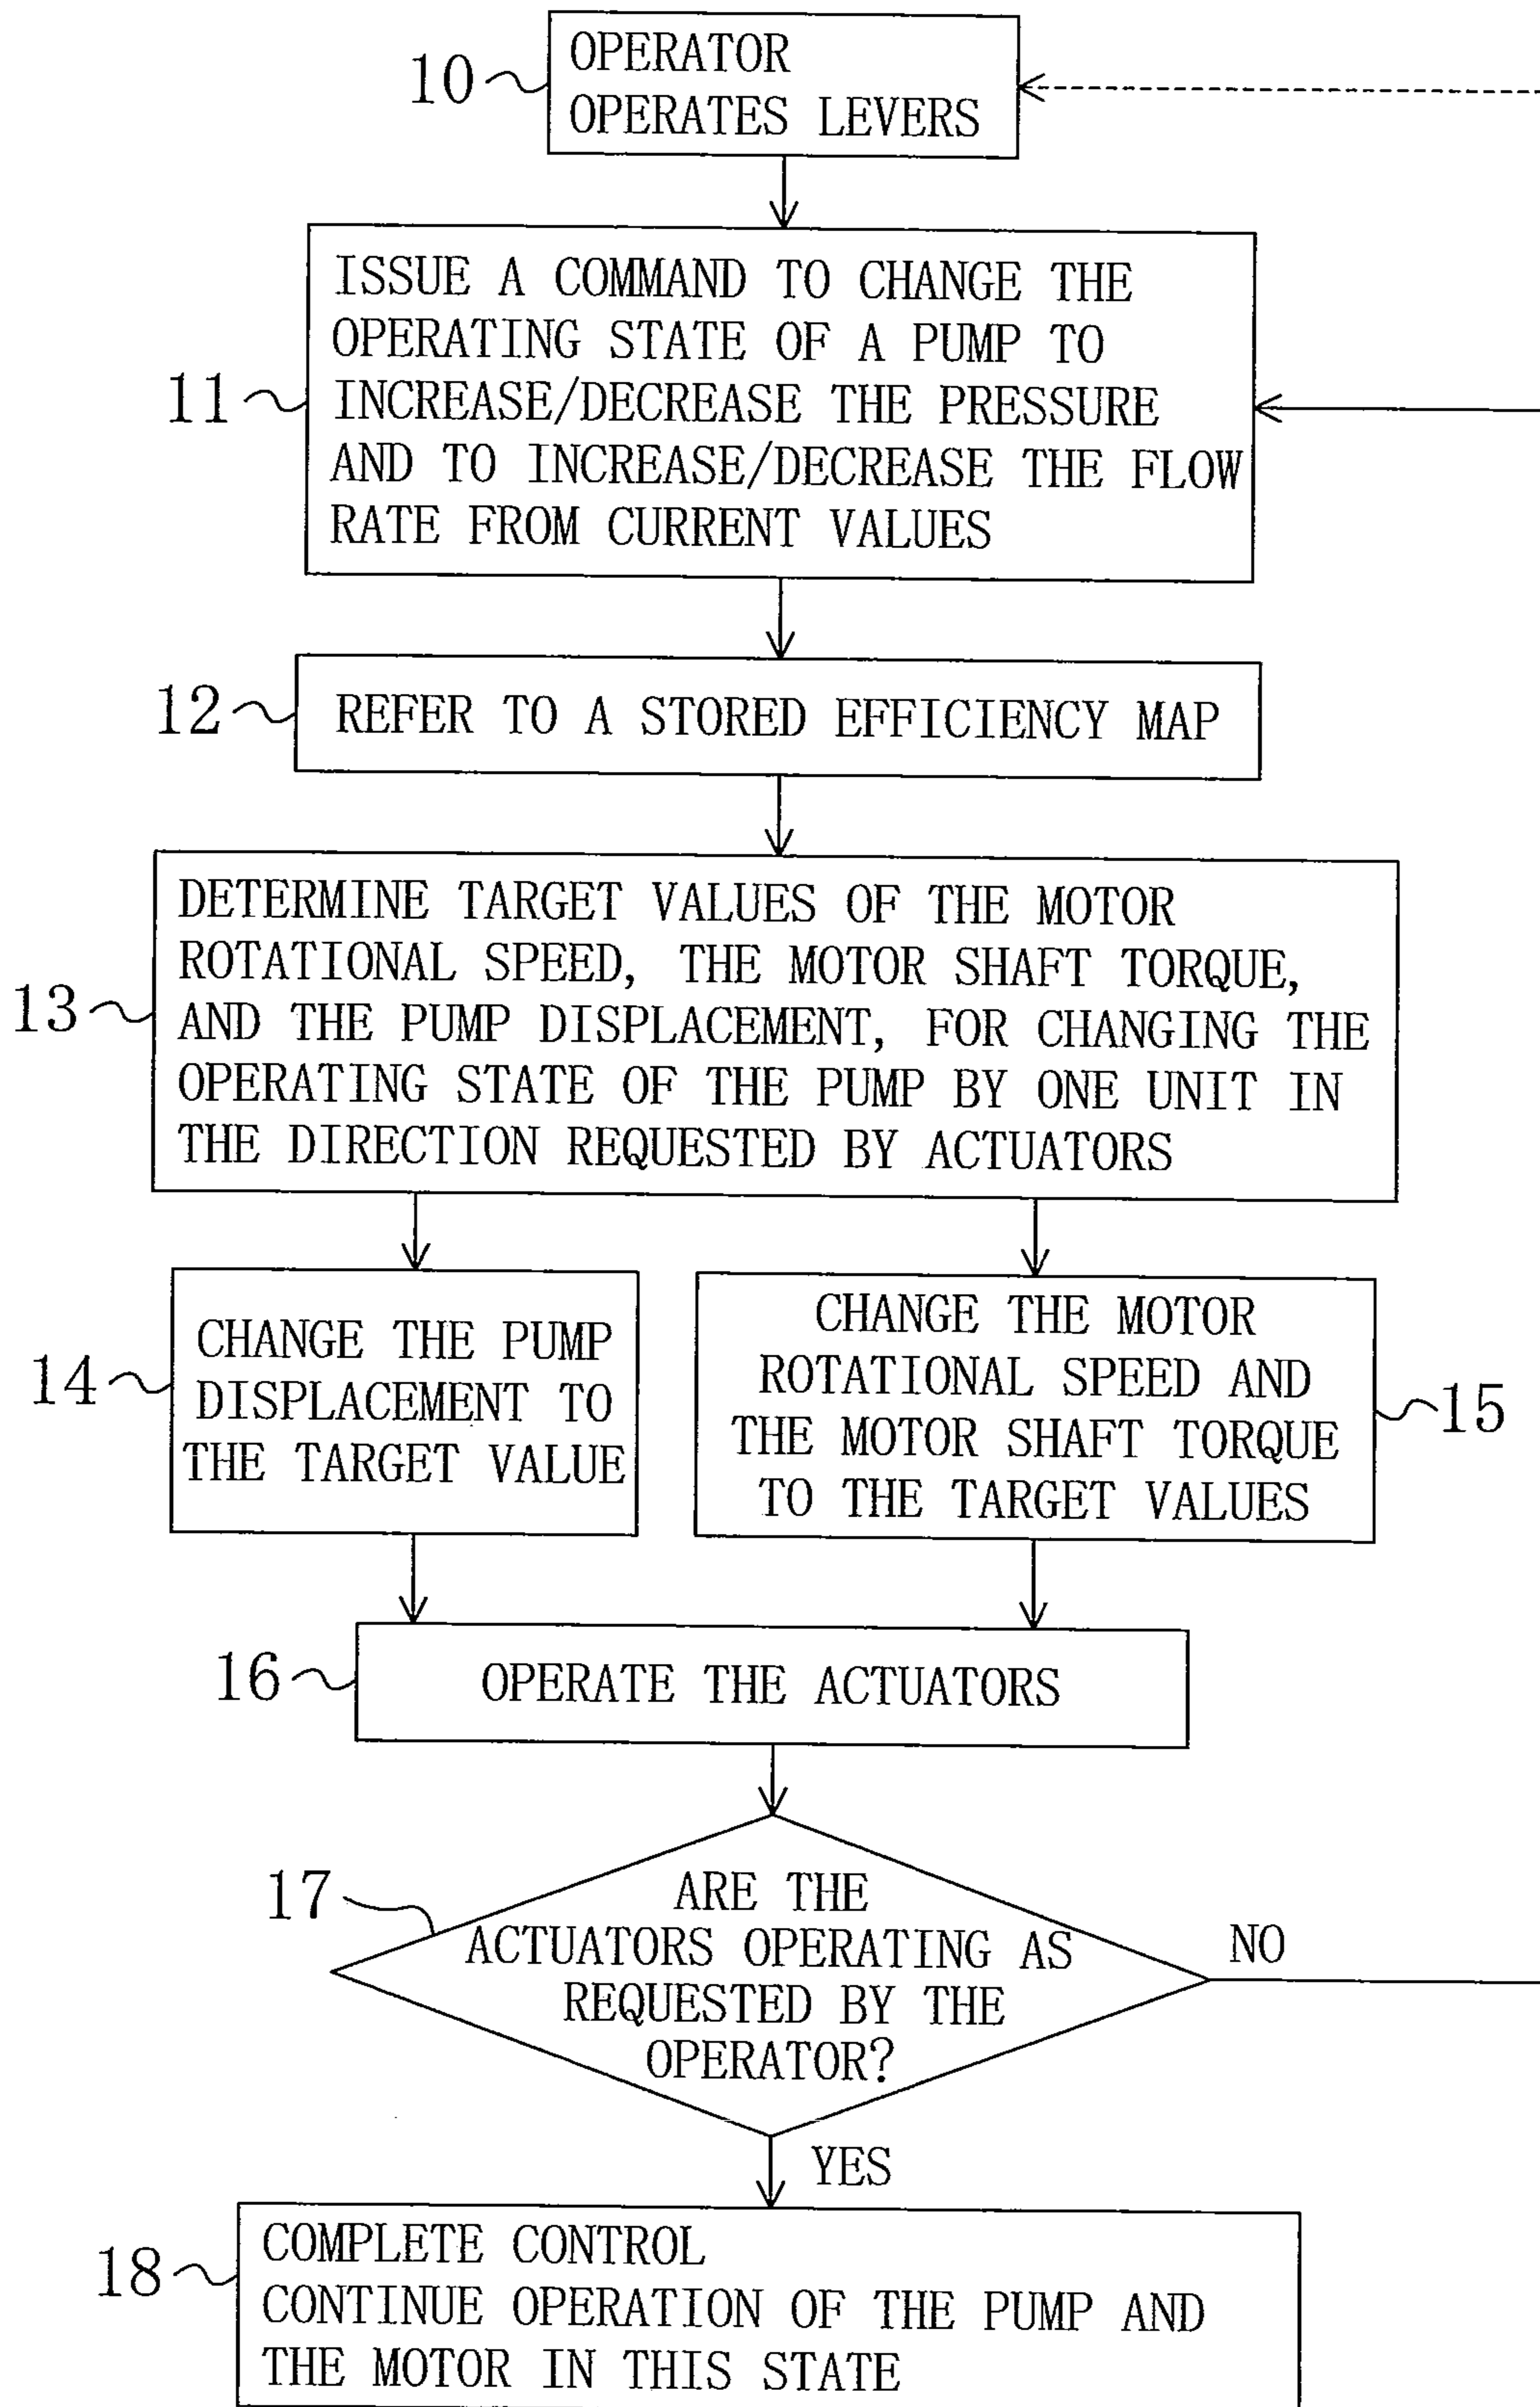 10
OPERATOR
OPERATES LEVERS
11
ISSUE A COMMAND TO CHANGE THE
OPERATING STATE OF A PUMP TO
INCREASE/DECREASE THE PRESSURE
AND TO INCREASE/DECREASE THE FLOW
RATE FROM CURRENT VALUES
12
REFER TO A STORED EFFICIENCY MAP
13
DETERMINE TARGET VALUES OF THE MOTOR
ROTATIONAL SPEED, THE MOTOR SHAFT TORQUE,
AND THE PUMP DISPLACEMENT, FOR CHANGING THE
OPERATING STATE OF THE PUMP BY ONE UNIT IN
THE DIRECTION REQUESTED BY ACTUATORS
14
CHANGE THE PUMP
DISPLACEMENT TO
THE TARGET VALUE
CHANGE THE MOTOR
ROTATIONAL SPEED AND
THE MOTOR SHAFT TORQUE
TO THE TARGET VALUES
15
16
OPERATE THE ACTUATORS
17
ARE THE
ACTUATORS OPERATING AS
REQUESTED BY THE
OPERATOR?
NO
YES
18
COMPLETE CONTROL
CONTINUE OPERATION OF THE PUMP AND
THE MOTOR IN THIS STATE